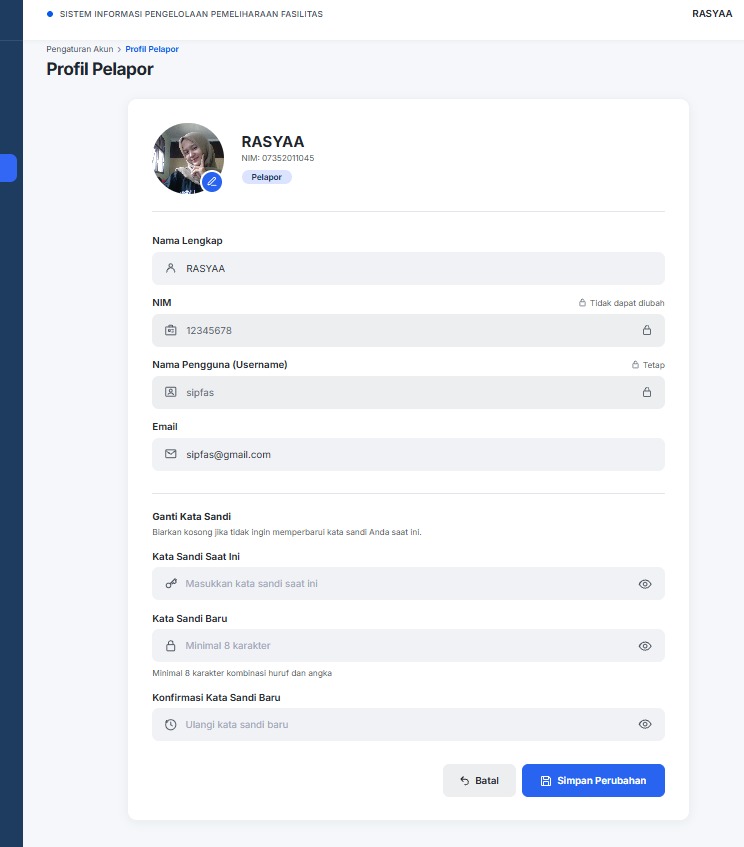 SISTEM INFORMASI PENGELOLAAN PEMELIHARAAN FASILITAS
RASYAA
Pengaturan Akun > Profil Pelapor
Profil Pelapor
RASYAA
NIM: 07352011045
Pelapor
Nama Lengkap
RASYAA
NIM
Tidak dapat diubah
12345678
Nama Pengguna (Username)
Tetap
sipfas
Email
sipfas@gmail.com
Ganti Kata Sandi
Biarkan kosong jika tidak ingin memperbarui kata sandi Anda saat ini.
Kata Sandi Saat Ini
Masukkan kata sandi saat ini
Kata Sandi Baru
Minimal 8 karakter
Minimal 8 karakter kombinasi huruf dan angka
Konfirmasi Kata Sandi Baru
Ulangi kata sandi baru
Batal
Simpan Perubahan